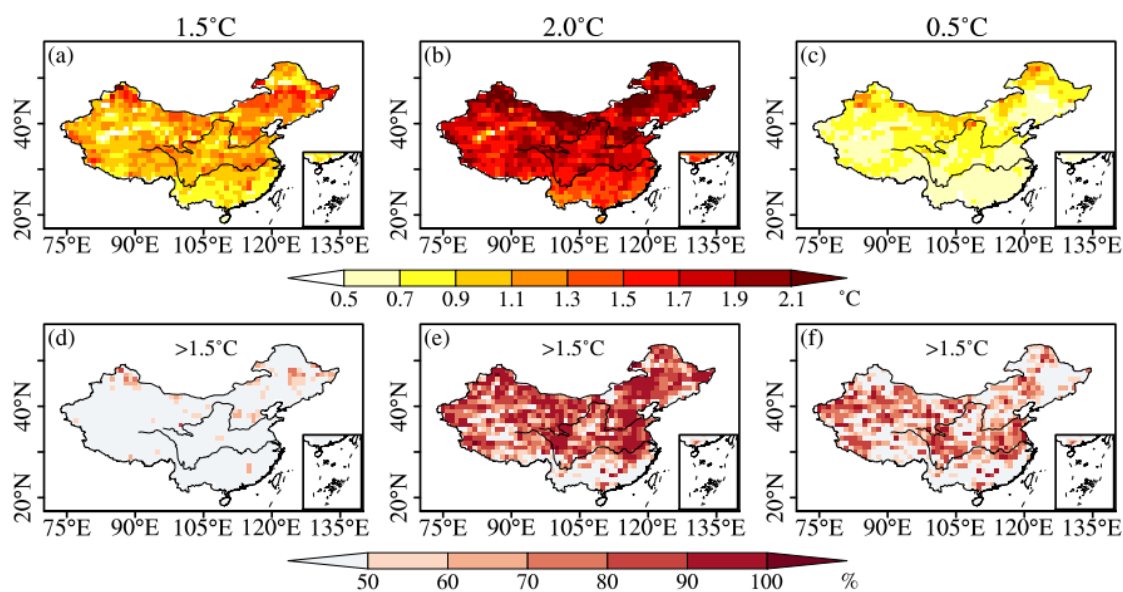 1.5˚C 2.0˚C 0.5˚C
(a) (b) (c)
40°N 40°N 40°N
20°N 20°N 20°N
75°E 90°E 105°E 120°E 135°E 75°E 90°E 105°E 120°E 135°E 75°E 90°E 105°E 120°E 135°E
0.5 0.7 0.9 1.1 1.3 1.5 1.7 1.9 2.1 ˚C
(d) >1.5˚C (e) >1.5˚C (f) >1.5˚C
40°N 40°N 40°N
20°N 20°N 20°N
75°E 90°E 105°E 120°E 135°E 75°E 90°E 105°E 120°E 135°E 75°E 90°E 105°E 120°E 135°E
50 60 70 80 90 100 %